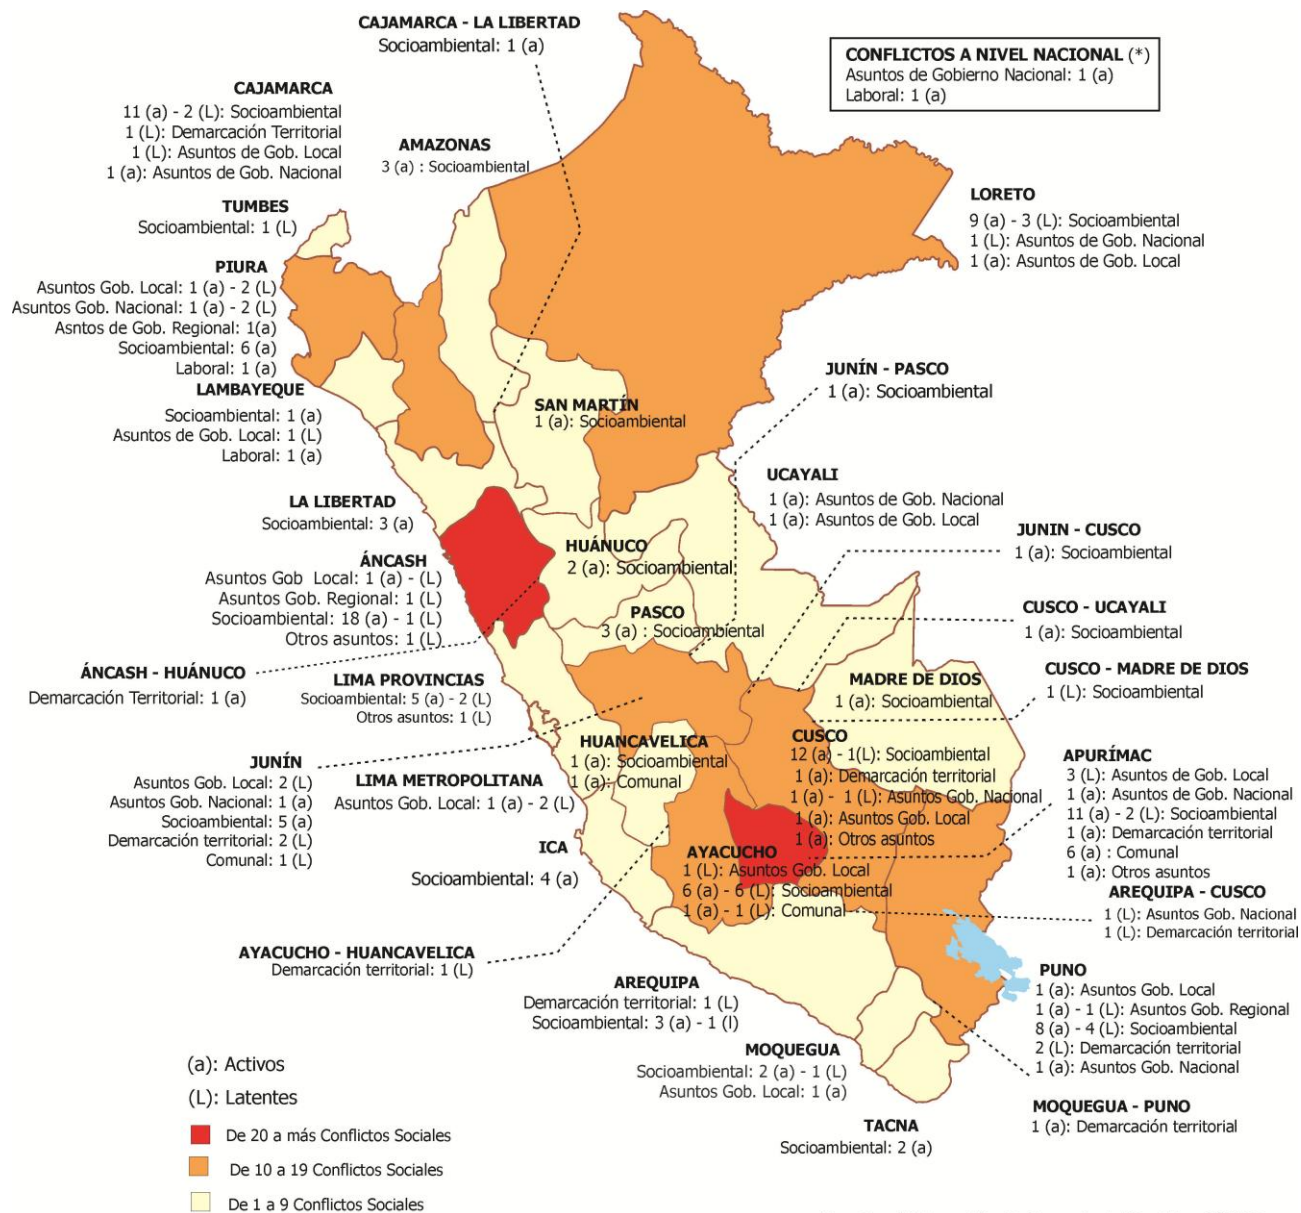 CAJAMARCA - LA LIBERTAD
Socioambiental: 1 (a)
CONFLICTOS A NIVEL NACIONAL (*)
Asuntos de Gobierno Nacional: 1 (a)
Laboral: 1 (a)
CAJAMARCA
11 (a) - 2 (L): Socioambiental
1 (L): Demarcación Territorial
1 (L): Asuntos de Gob. Local
1 (a): Asuntos de Gob. Nacional
AMAZONAS
3 (a) : Socioambiental
LORETO
9 (a) - 3 (L): Socioambiental
1 (L): Asuntos de Gob. Nacional
1 (a): Asuntos de Gob. Local
TUMBES
Socioambiental: 1 (L)
PIURA
Asuntos Gob. Local: 1 (a) - 2 (L)
Asuntos Gob. Nacional: 1 (a) - 2 (L)
Asntos de Gob. Regional: 1(a)
Socioambiental: 6 (a)
Laboral: 1 (a)
LAMBAYEQUE
Socioambiental: 1 (a)
Asuntos de Gob. Local: 1 (L)
Laboral: 1 (a)
SAN MARTÍN
1 (a): Socioambiental
JUNÍN - PASCO
1 (a): Socioambiental
UCAYALI
1 (a): Asuntos de Gob. Nacional
1 (a): Asuntos de Gob. Local
LA LIBERTAD
Socioambiental: 3 (a)
HUÁNUCO
2 (a): Socioambiental
JUNIN - CUSCO
1 (a): Socioambiental
ÁNCASH
Asuntos Gob Local: 1 (a) - (L)
Asuntos Gob. Regional: 1 (L)
Socioambiental: 18 (a) - 1 (L)
Otros asuntos: 1 (L)
PASCO
3 (a) : Socioambiental
CUSCO - UCAYALI
1 (a): Socioambiental
ÁNCASH - HUÁNUCO
Demarcación Territorial: 1 (a)
LIMA PROVINCIAS
Socioambiental: 5 (a) - 2 (L)
Otros asuntos: 1 (L)
MADRE DE DIOS
1 (a): Socioambiental
CUSCO - MADRE DE DIOS
1 (L): Socioambiental
JUNÍN
Asuntos Gob. Local: 2 (L)
Asuntos Gob. Nacional: 1 (a)
Socioambiental: 5 (a)
Demarcación territorial: 2 (L)
Comunal: 1 (L)
HUANCAVELICA
1 (a): Socioambiental
1 (a): Comunal
LIMA METROPOLITANA
Asuntos Gob. Local: 1 (a) - 2 (L)
CUSCO
12 (a) - 1(L): Socioambiental
1 (a): Demarcación territorial
1 (a) - 1 (L): Asuntos Gob. Nacional
1 (a): Asuntos Gob. Local
1 (a): Otros asuntos
APURÍMAC
3 (L): Asuntos de Gob. Local
1 (a): Asuntos de Gob. Nacional
11 (a) - 2 (L): Socioambiental
1 (a): Demarcación territorial
6 (a) : Comunal
1 (a): Otros asuntos
ICA
Socioambiental: 4 (a)
AYACUCHO
1 (L): Asuntos Gob. Local
6 (a) - 6 (L): Socioambiental
1 (a) - 1 (L): Comunal
AREQUIPA - CUSCO
1 (L): Asuntos Gob. Nacional
1 (L): Demarcación territorial
AYACUCHO - HUANCAVELICA
Demarcación territorial: 1 (L)
AREQUIPA
Demarcación territorial: 1 (L)
Socioambiental: 3 (a) - 1 (l)
PUNO
1 (a): Asuntos Gob. Local
1 (a) - 1 (L): Asuntos Gob. Regional
8 (a) - 4 (L): Socioambiental
2 (L): Demarcación territorial
1 (a): Asuntos Gob. Nacional
MOQUEGUA
Socioambiental: 2 (a) - 1 (L)
Asuntos Gob. Local: 1 (a)
MOQUEGUA - PUNO
1 (a): Demarcación territorial
TACNA
Socioambiental: 2 (a)
(a): Activos
(L): Latentes
De 20 a más Conflictos Sociales
De 10 a 19 Conflictos Sociales
De 1 a 9 Conflictos Sociales